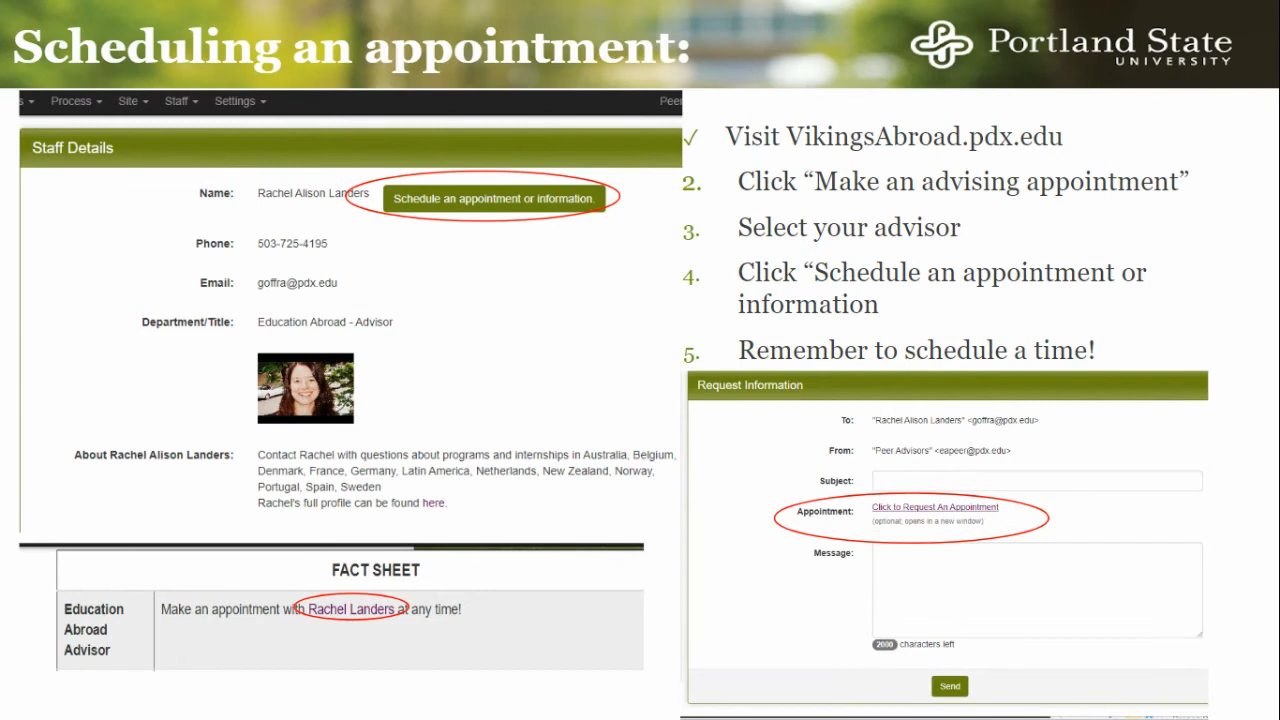 Scheduling an appointment:
Portland State
UNIVERSITY
s Process Site Staff Settings Peer
Staff Details
Name: Rachel Alison Landers Schedule an appointment or information.
Phone: 503-725-4195
Email: goffra@pdx.edu
Department/Title: Education Abroad - Advisor
About Rachel Alison Landers: Contact Rachel with questions about programs and internships in Australia, Belgium,
Denmark, France, Germany, Latin America, Netherlands, New Zealand, Norway,
Portugal, Spain, Sweden
Rachel's full profile can be found here.
FACT SHEET
Education
Abroad
Advisor
Make an appointment with Rachel Landers at any time!
✓ Visit VikingsAbroad.pdx.edu
2. Click “Make an advising appointment”
3. Select your advisor
4. Click “Schedule an appointment or
information
5. Remember to schedule a time!
Request Information
To: "Rachel Alison Landers" <goffra@pdx.edu>
From: "Peer Advisors" <eapeer@pdx.edu>
Subject:
Appointment: Click to Request An Appointment
(optional; opens in a new window)
Message:
2000 characters left
Send